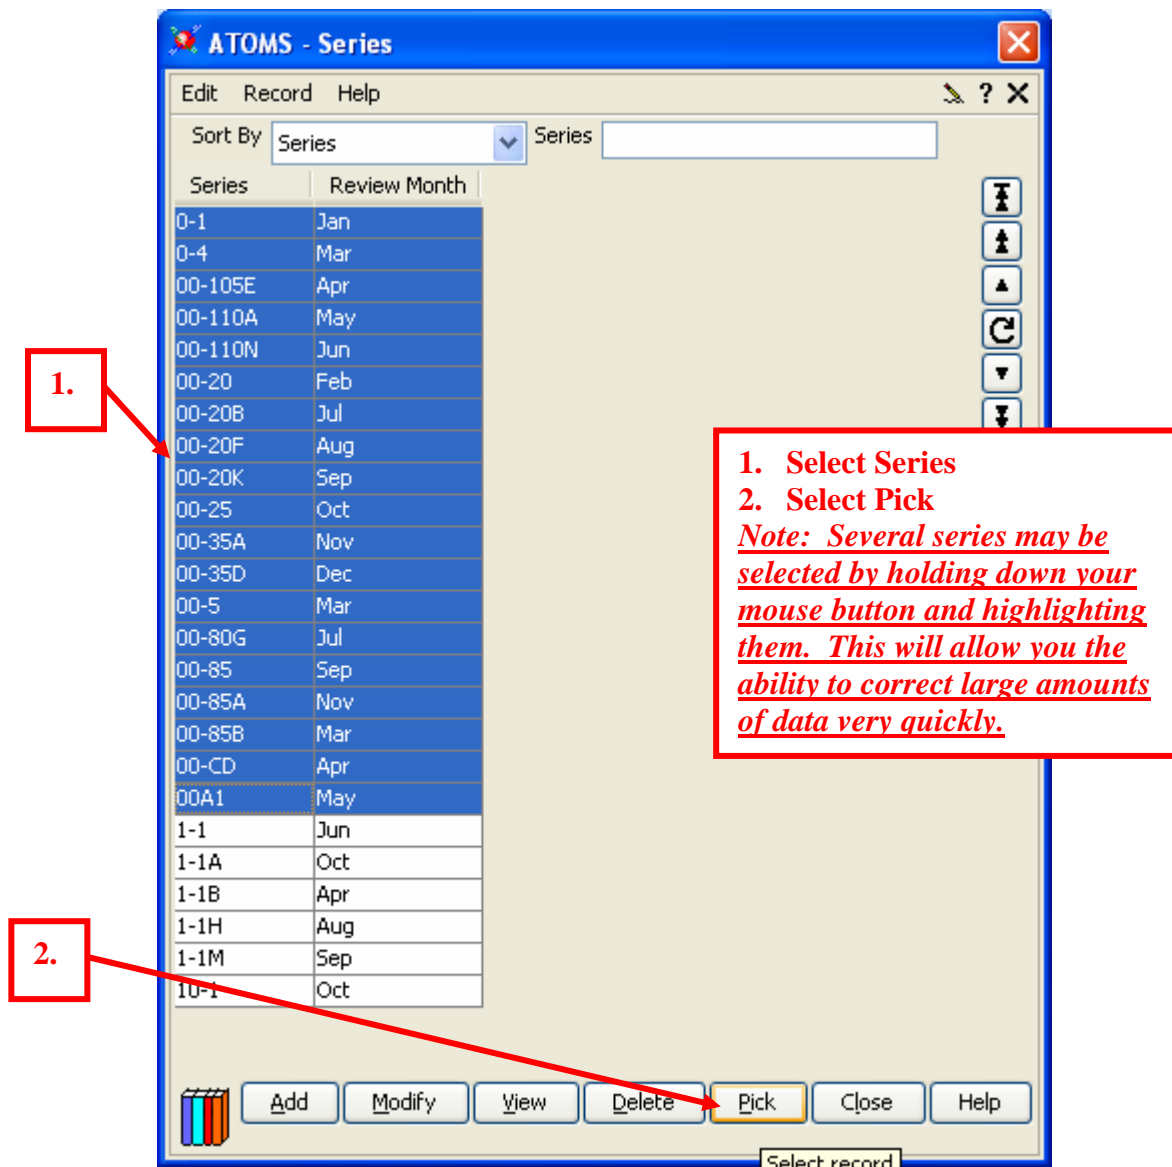 ATOMS - Series
Edit Record Help ? X
Sort By Series Series
Series Review Month
0-1 Jan
0-4 Mar
00-105E Apr
00-110A May
00-110N Jun
00-20 Feb
00-20B Jul
00-20F Aug
00-20K Sep
00-25 Oct
00-35A Nov
00-35D Dec
00-5 Mar
00-80G Jul
00-85 Sep
00-85A Nov
00-85B Mar
00-CD Apr
00A1 May
1-1 Jun
1-1A Oct
1-1B Apr
1-1H Aug
1-1M Sep
10-1 Oct
1.
2.
1. Select Series
2. Select Pick
Note: Several series may be
selected by holding down your
mouse button and highlighting
them. This will allow you the
ability to correct large amounts
of data very quickly.
Add Modify View Delete Pick Close Help
Select record